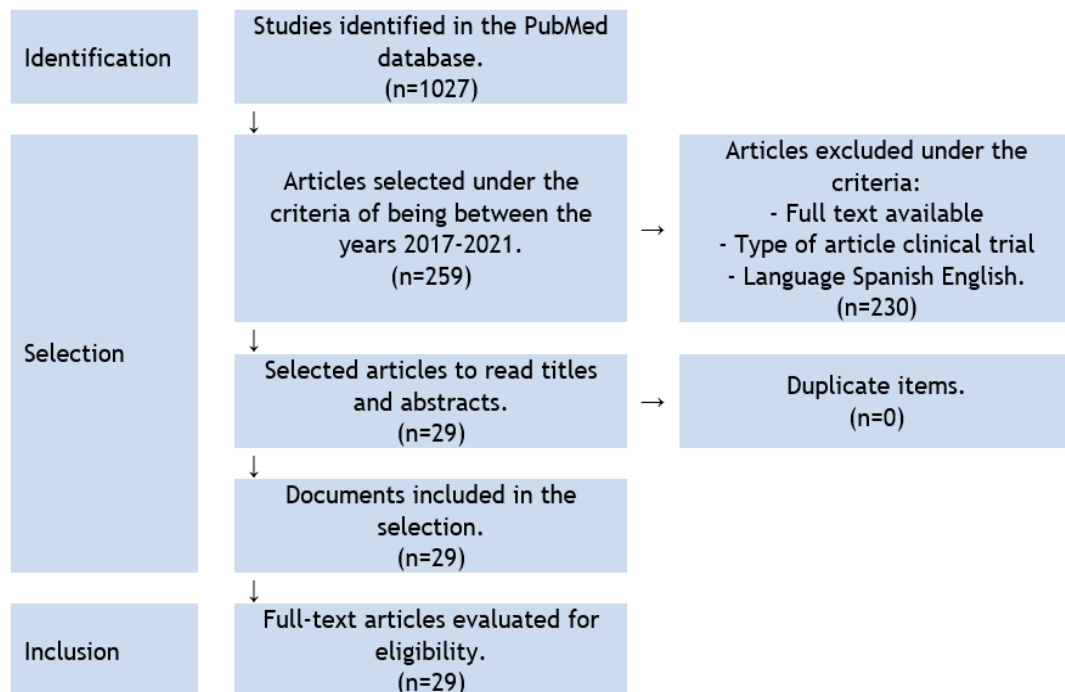 Identification
Studies identified in the PubMed
database.
(n=1027)
↓
Selection
Articles selected under the
criteria of being between the
years 2017-2021.
(n=259)
→
Articles excluded under the
criteria:
- Full text available
- Type of article clinical trial
- Language Spanish English.
(n=230)
↓
Selected articles to read titles
and abstracts.
(n=29)
→
Duplicate items.
(n=0)
↓
Documents included in the
selection.
(n=29)
↓
Inclusion
Full-text articles evaluated for
eligibility.
(n=29)